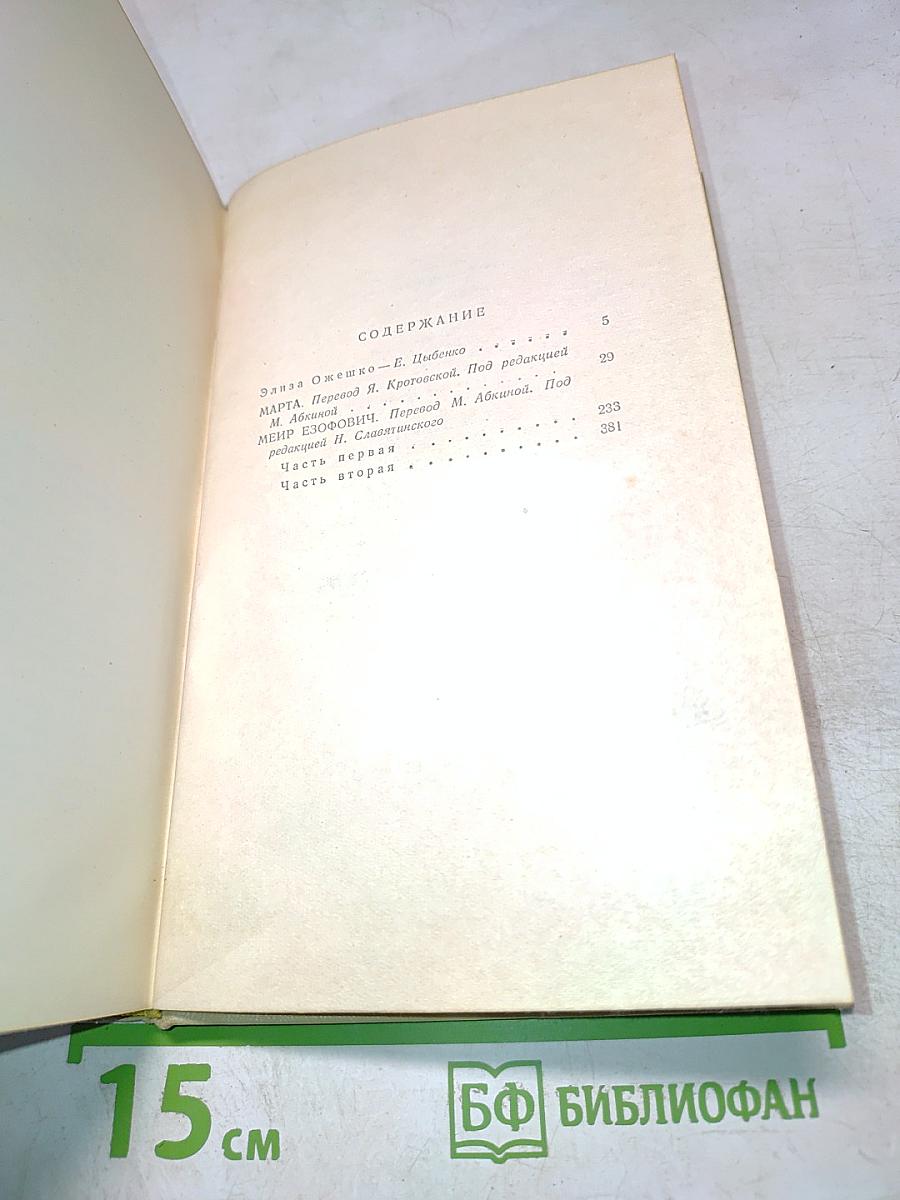 СОДЕРЖАНИЕ
Элиза Ожешко — Е. Цыбенко . . . . . . 5
МАРТА. Перевод Я. Кротовской. Под редакцией
М. Абкиной . . . . . . . . . . . 29
МЕИР ЕЗОФОВИЧ. Перевод М. Абкиной. Под
редакцией Н. Славятинского
Часть первая . . . . . . . . . . 233
Часть вторая . . . . . . . . . . 381
15 см
БФ БИБЛИОФАН